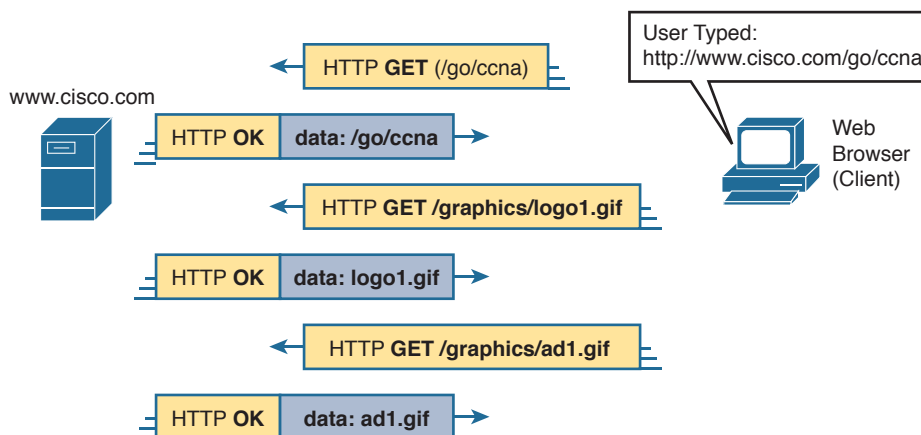 User Typed:
http://www.cisco.com/go/ccna
HTTP GET (/go/ccna)
www.cisco.com
HTTP OK data: /go/ccna
Web
Browser
(Client)
HTTP GET /graphics/logo1.gif
HTTP OK data: logo1.gif
HTTP GET /graphics/ad1.gif
HTTP OK data: ad1.gif